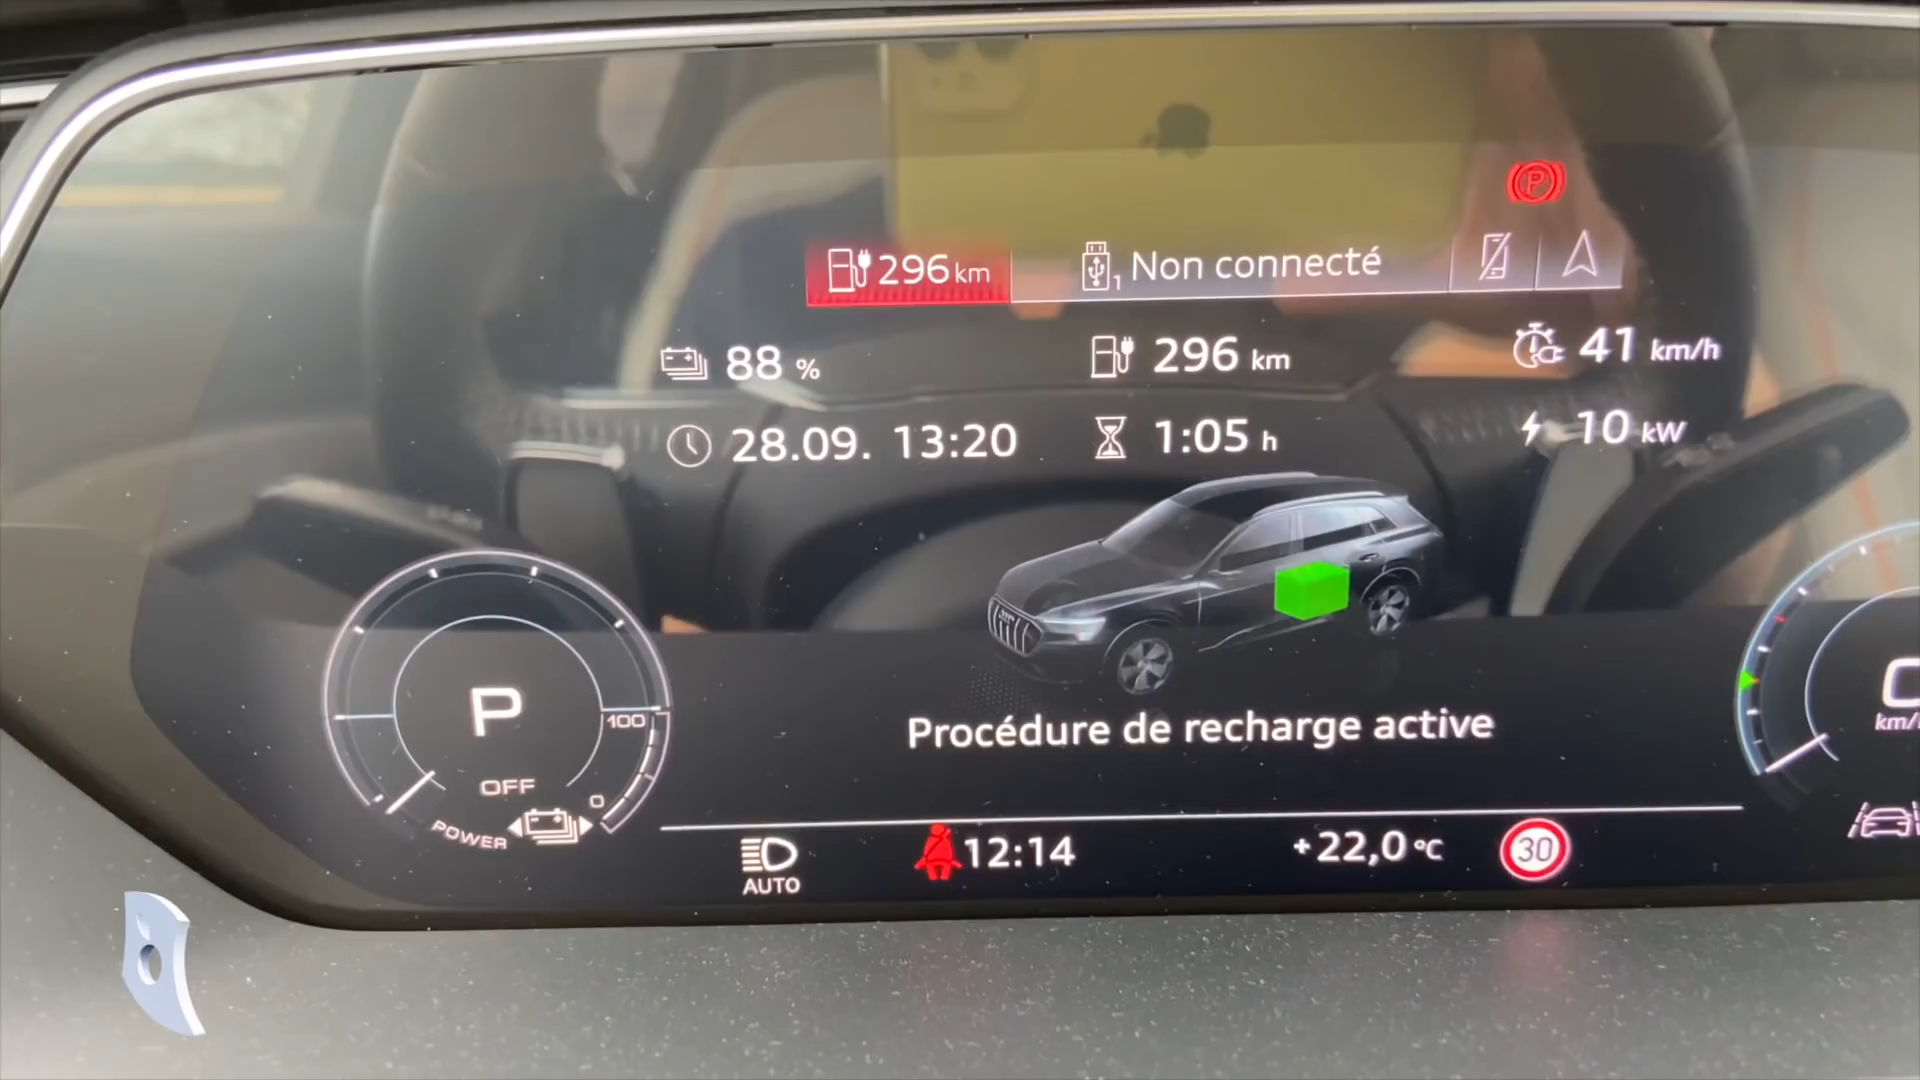 P
296 km
1 Non connecté
88 %
296 km
41 km/h
28.09. 13:20
1:05 h
10 kW
P
100
OFF
0
POWER
km/
Procédure de recharge active
AUTO
12:14
+22,0 °C
30